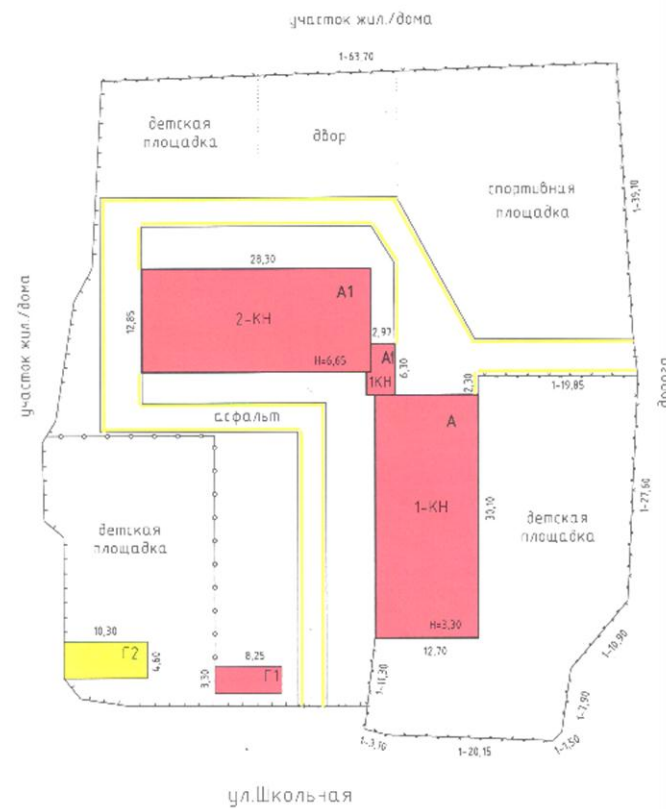 участок жил./дома
1-63,70
детская
площадка
двор
спортивная
площадка
1-39,10
28,30
А1
12,85
2-КН
Н=6,65
2,97
А1
1КН
6,30
2,30
1-19,85
участок жил./дома
дорога
асфальт
А
1-КН
30,10
1-27,60
детская
площадка
детская
площадка
Н=3,30
12,70
10,30
Г2
4,60
8,25
Г1
3,30
1-11,30
1-10,90
1-7,90
1-1,50
1-3,10
1-20,15
ул.Школьная